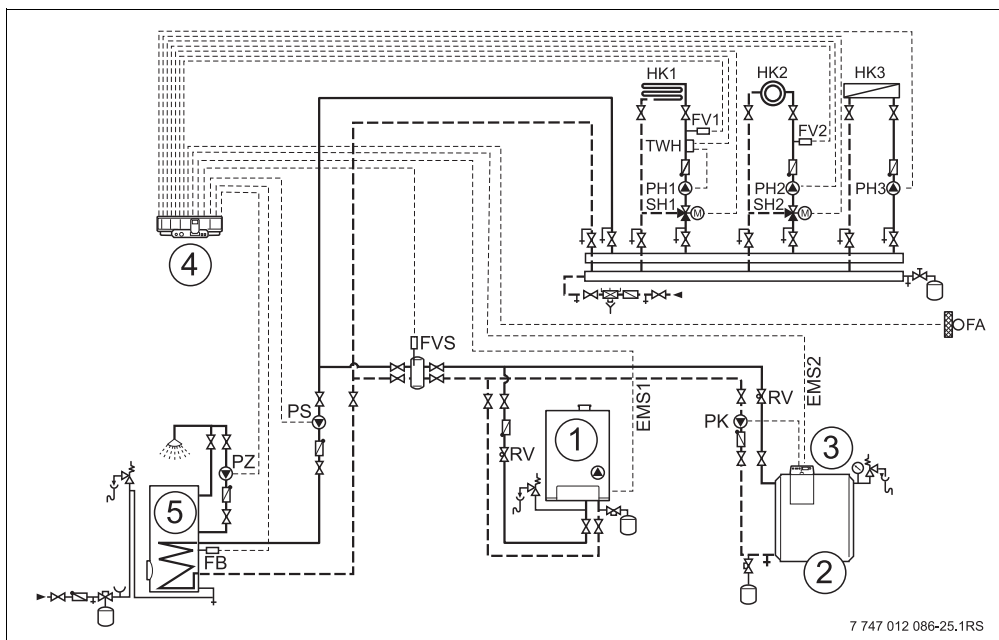 HK1
HK2
HK3
FV1
FV2
TWH
PH1
PH2
PH3
SH1
M
SH2
M
4
FA
FVS
EMS1
EMS2
RV
PS
PK
1
3
RV
PZ
5
FB
2
7 747 012 086-25.1RS